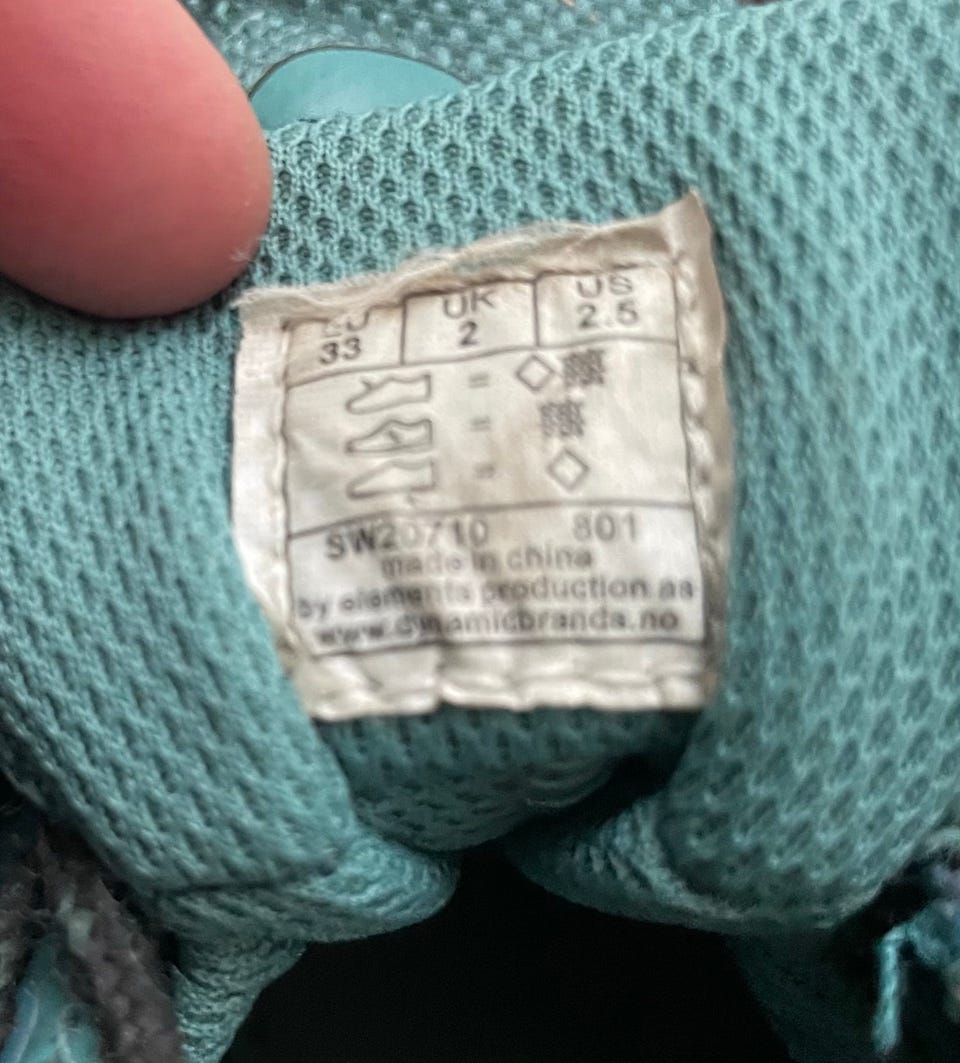 EU UK US
33 2 2.5
=
=
=
SW20710 801
made in china
by elements production as
www.dynamicbrands.no